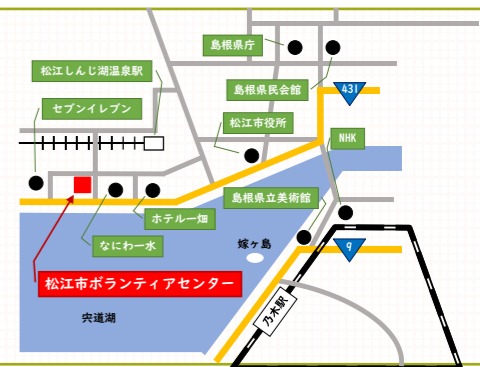 島根県庁
松江しんじ湖温泉駅
島根県民会館
431
セブンイレブン
松江市役所
NHK
島根県立美術館
ホテル一畑
なにわ一水
嫁ヶ島
9
松江市ボランティアセンター
乃木駅
宍道湖